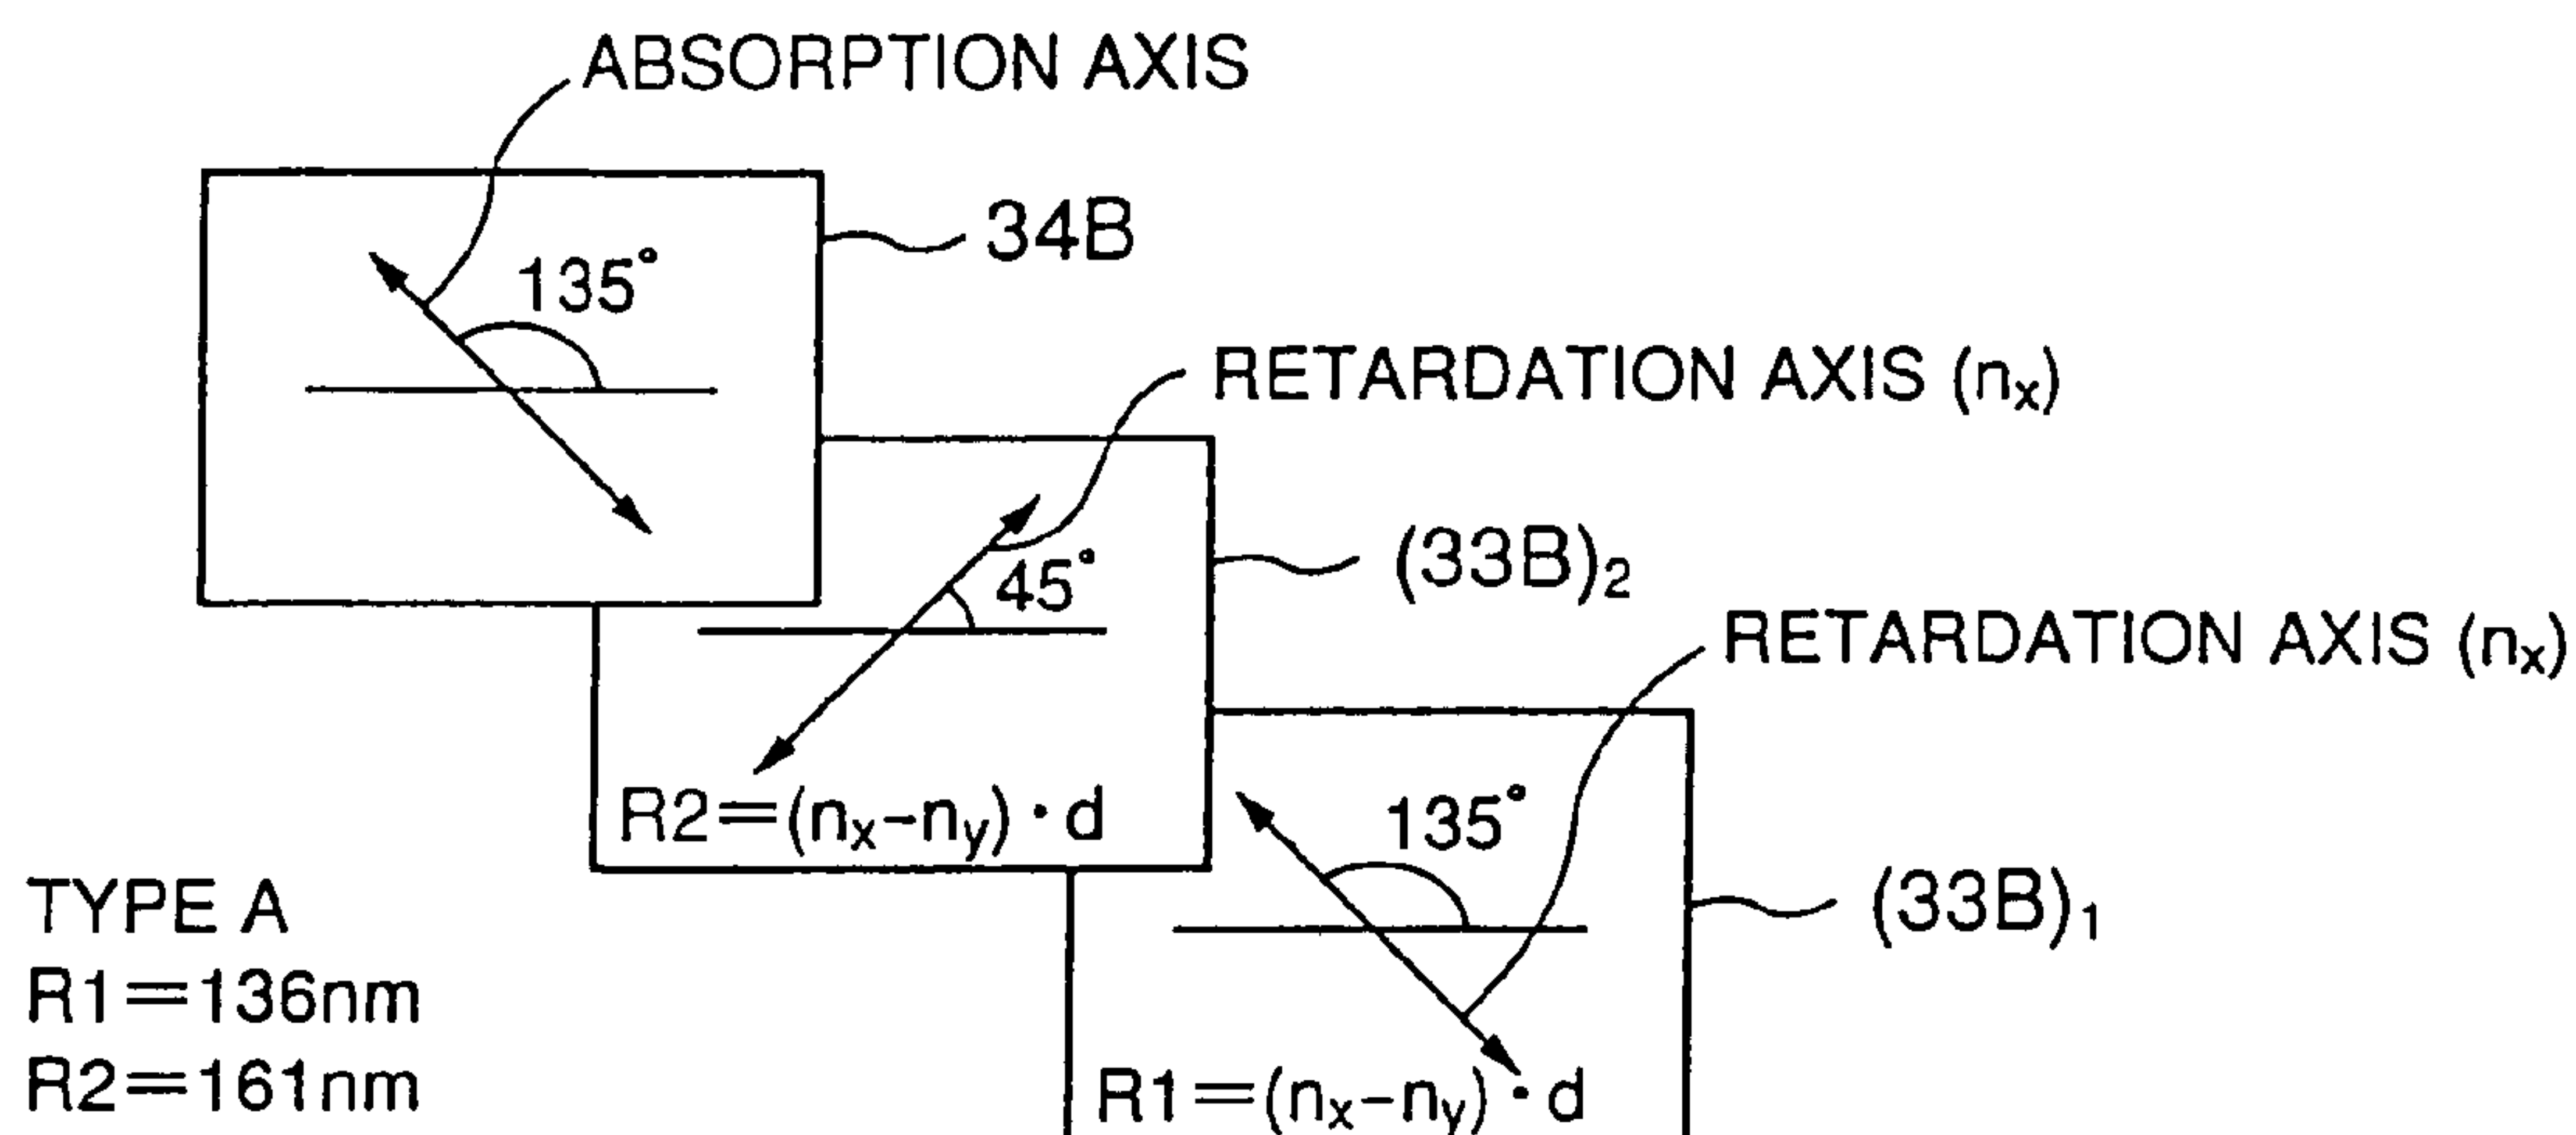 ABSORPTION AXIS
34B
135°
RETARDATION AXIS (nx)
(33B)2
45°
RETARDATION AXIS (nx)
R2=(nx-ny)·d
135°
(33B)1
TYPE A
R1=136nm
R2=161nm
R1=(nx-ny)·d